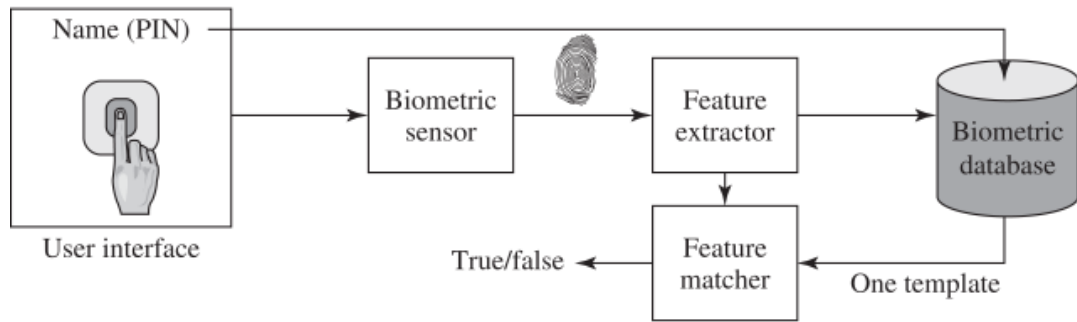 Name (PIN)
Biometric
sensor
Feature
extractor
Biometric
database
User interface
True/false
Feature
matcher
One template